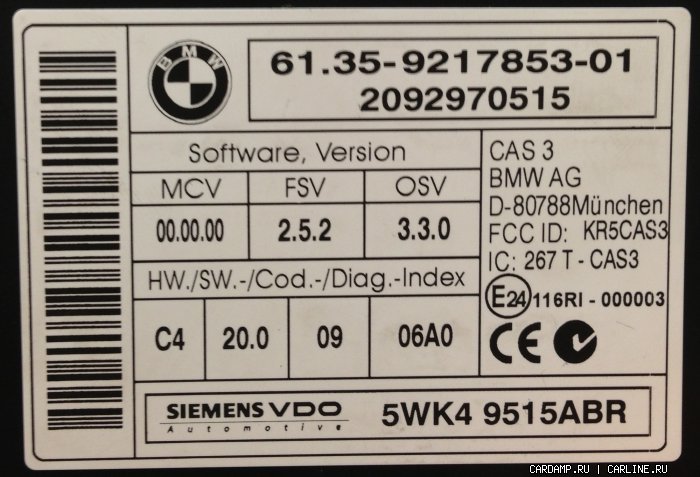 BMW
61.35-9217853-01
2092970515
Software, Version
MCV FSV OSV
00.00.00 2.5.2 3.3.0
HW./SW.-/Cod.-/Diag.-Index
C4 20.0 09 06A0
CAS 3
BMW AG
D-80788München
FCC ID: KR5CAS3
IC: 267 T - CAS3
E24 116RI - 000003
CE
SIEMENS VDO
Automotive
5WK4 9515ABR
CARDAMP.RU | CARLINE.RU